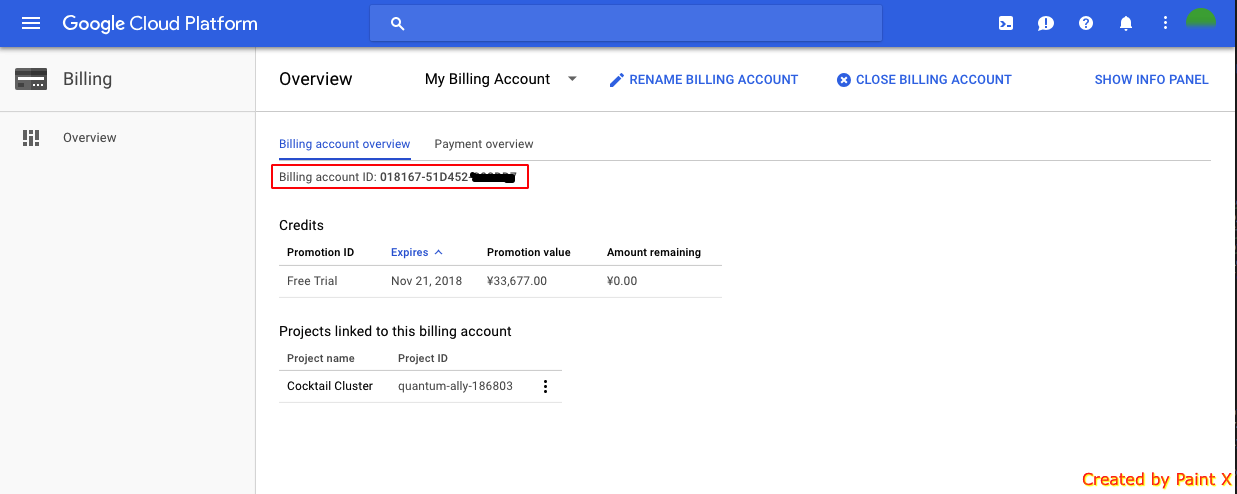 Google Cloud Platform
Billing
Overview
My Billing Account
RENAME BILLING ACCOUNT
CLOSE BILLING ACCOUNT
SHOW INFO PANEL
Overview
Billing account overview
Payment overview
Billing account ID: 018167-51D452-
Credits
Promotion ID Expires Promotion value Amount remaining
Free Trial Nov 21, 2018 ¥33,677.00 ¥0.00
Projects linked to this billing account
Project name Project ID
Cocktail Cluster quantum-ally-186803
Created by Paint X